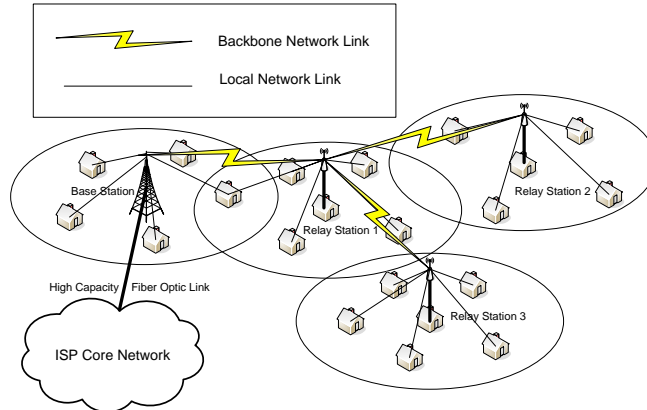 Backbone Network Link
Local Network Link
Base Station
Relay Station 1
Relay Station 2
Relay Station 3
High Capacity Fiber Optic Link
ISP Core Network